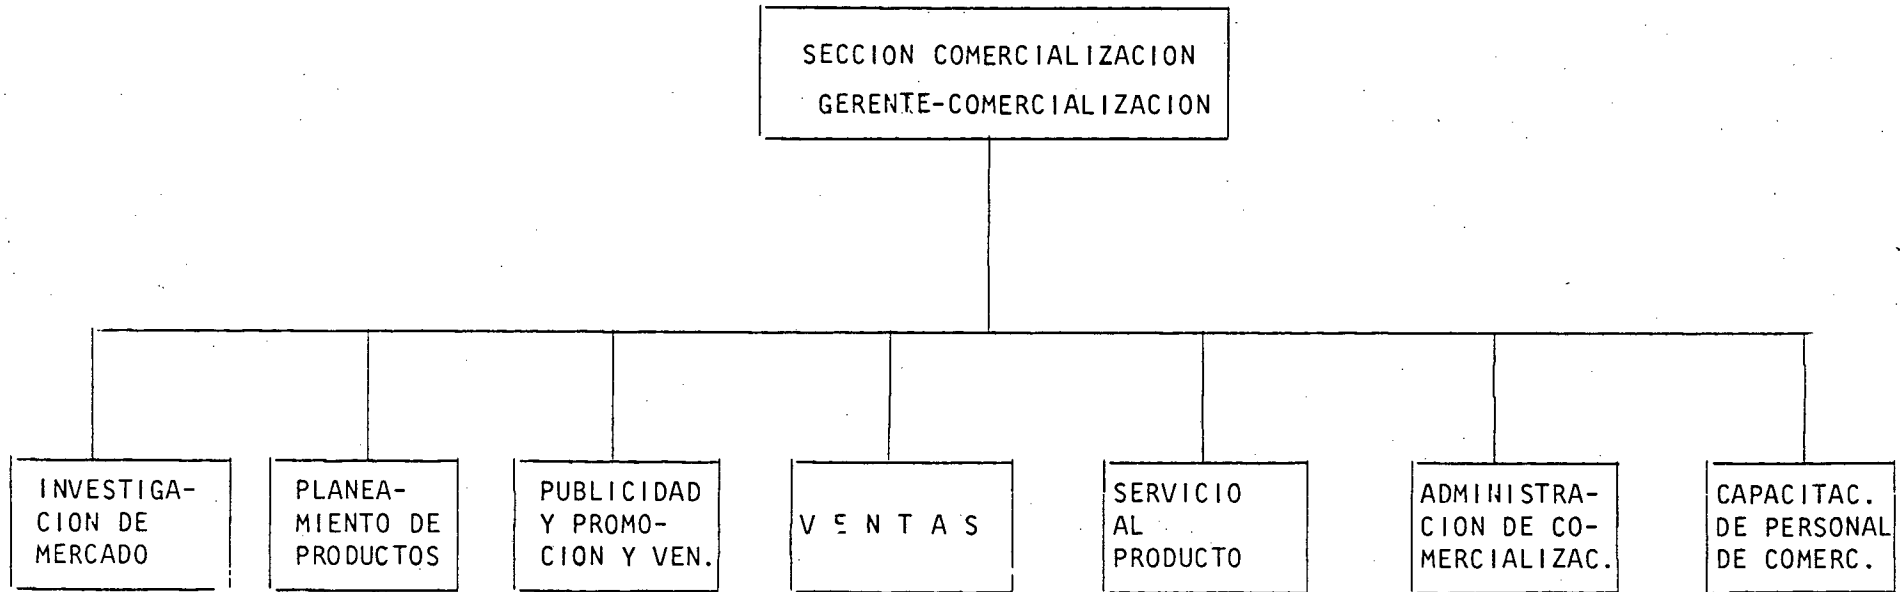 SECCION COMERCIALIZACION
GERENTE-COMERCIALIZACION
INVESTIGA-
CION DE
MERCADO
PLANEA-
MIENTO DE
PRODUCTOS
PUBLICIDAD
Y PROMO-
CION Y VEN.
V E N T A S
SERVICIO
AL
PRODUCTO
ADMINISTRA-
CION DE CO-
MERCIALIZAC.
CAPACITAC.
DE PERSONAL
DE COMERC.